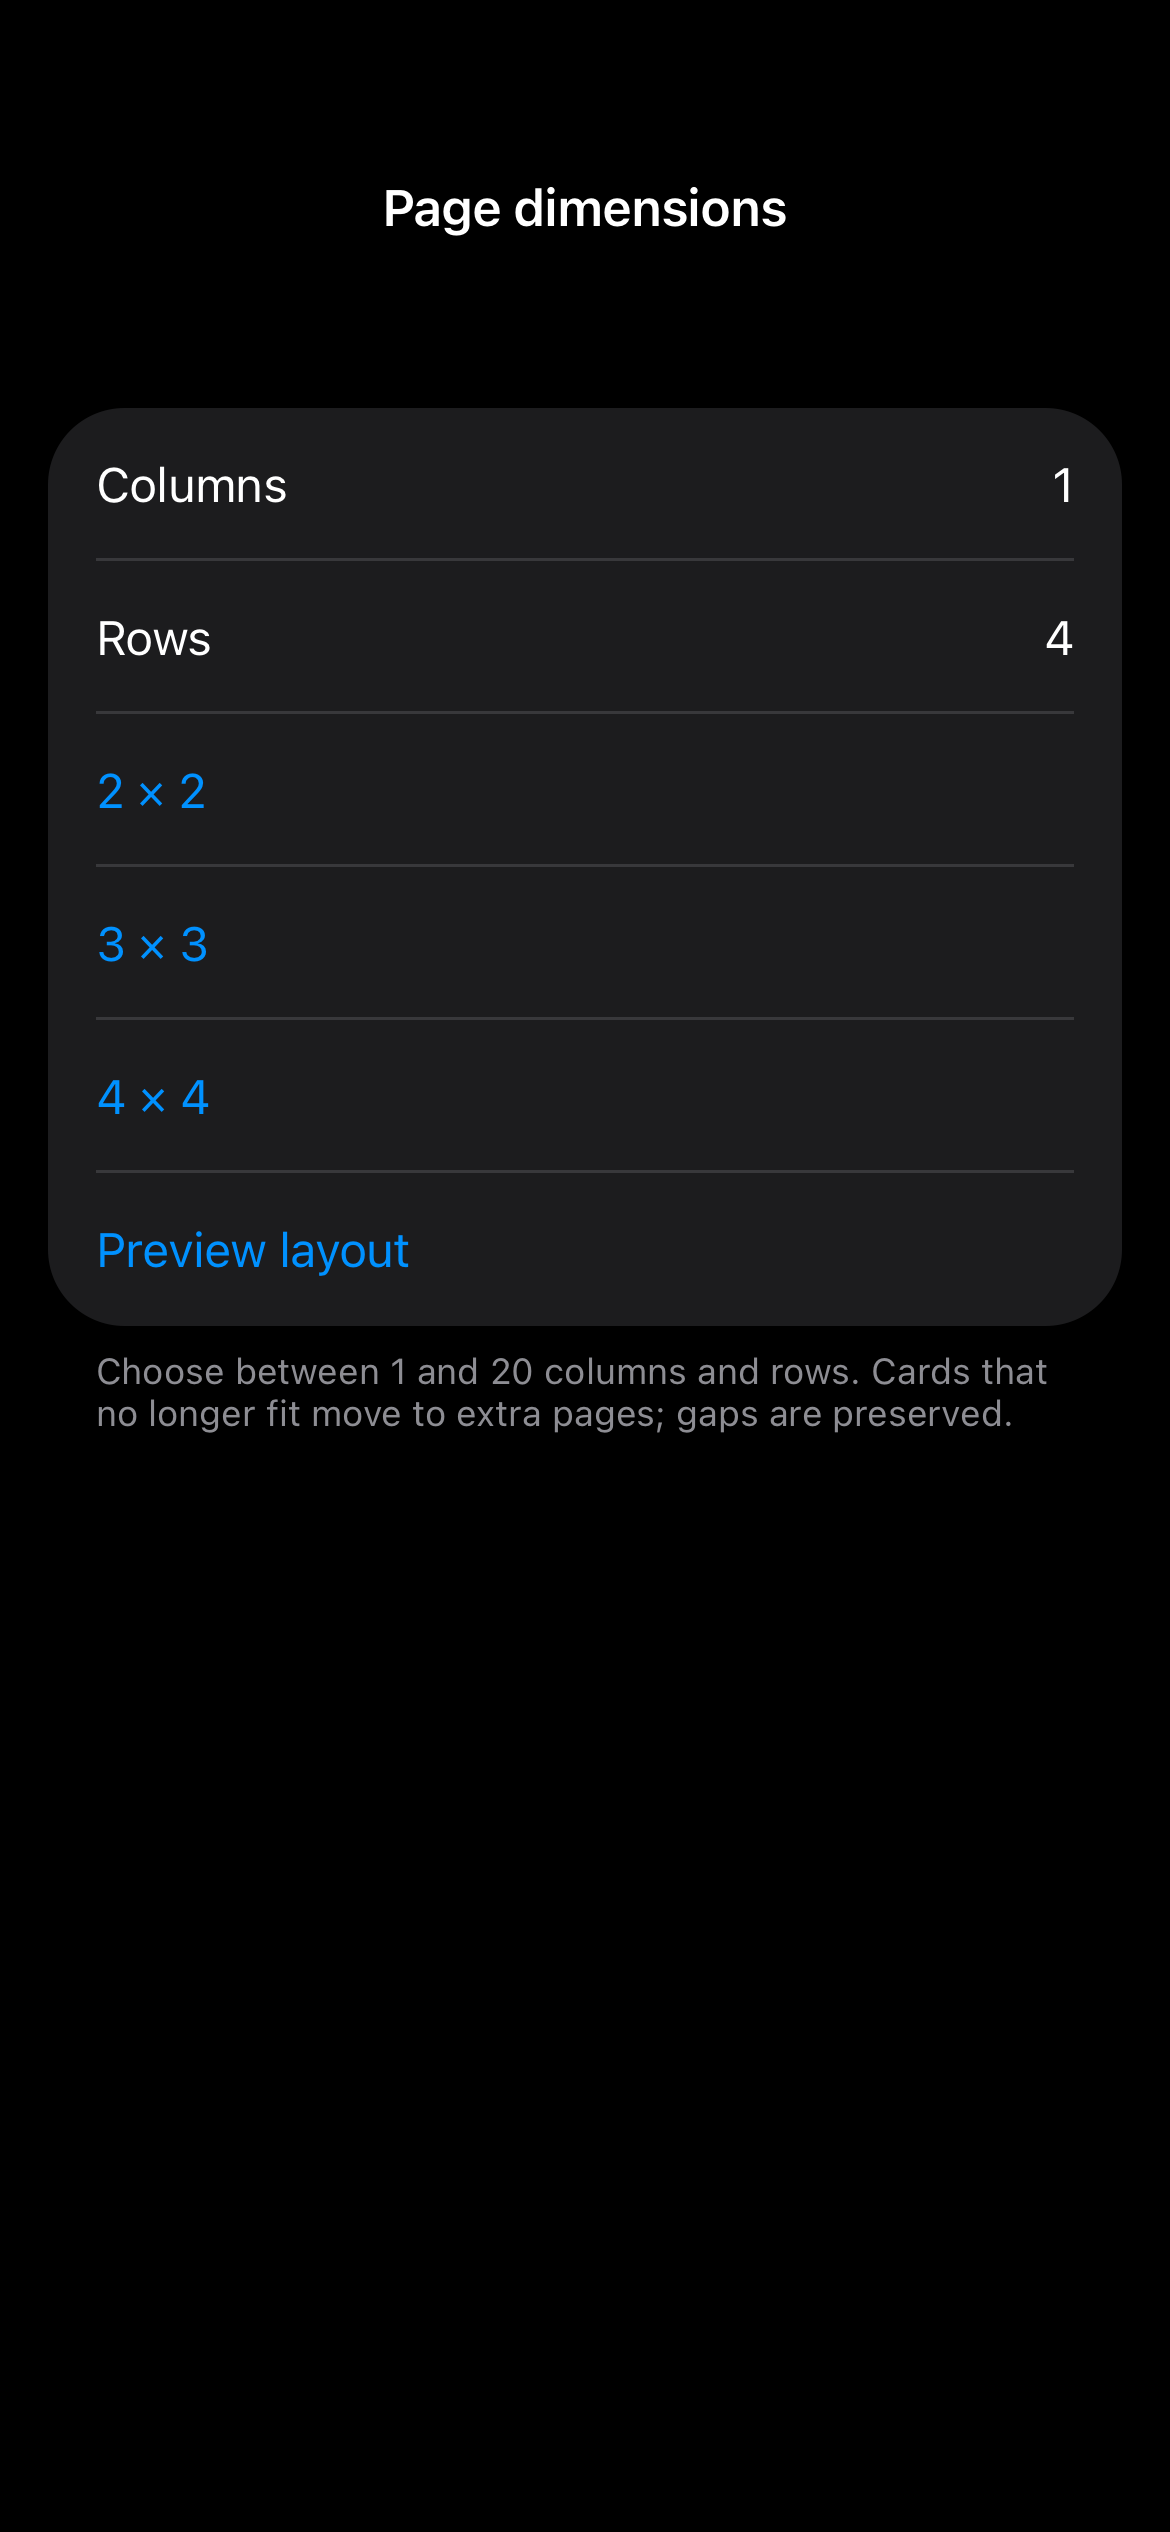 Page dimensions
Columns 1
Rows 4
2 × 2
3 × 3
4 × 4
Preview layout
Choose between 1 and 20 columns and rows. Cards that
no longer fit move to extra pages; gaps are preserved.